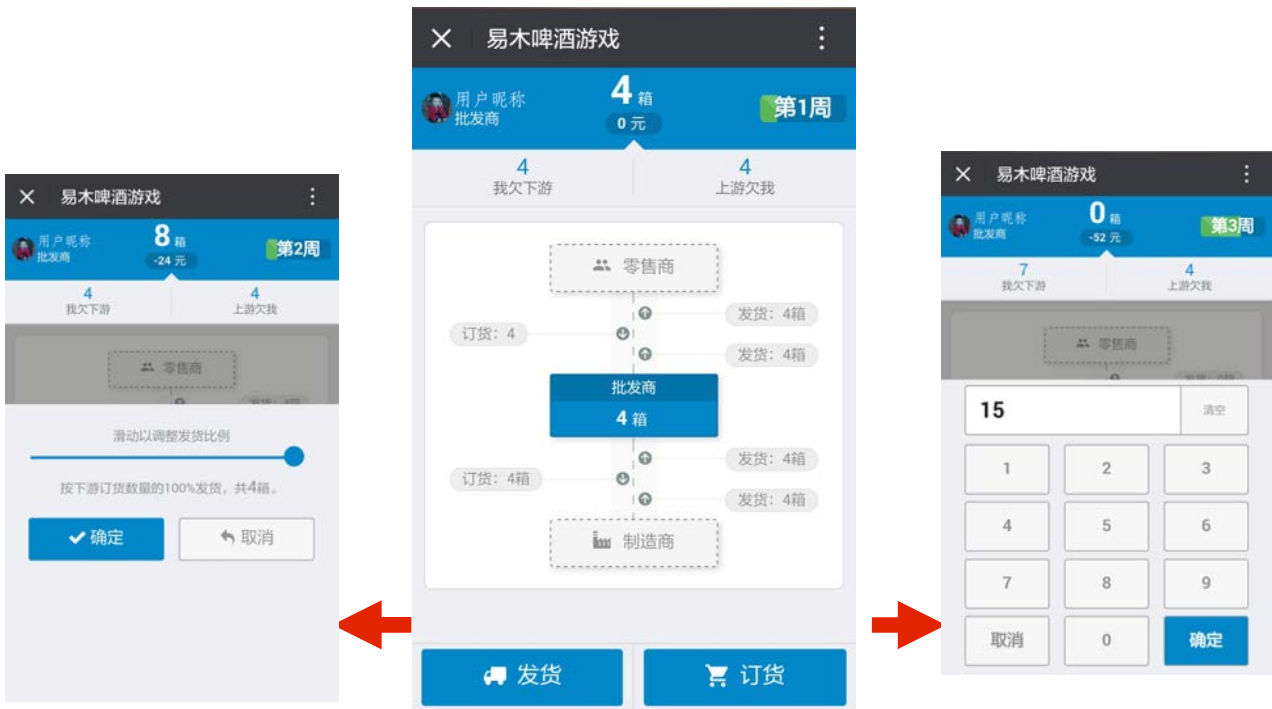 易木啤酒游戏
用户昵称
批发商
8 箱
-24 元
第2周
4
我欠下游
4
上游欠我
零售商
滑动以调整发货比例
按下游订货数量的100%发货，共4箱。
确定
取消
易木啤酒游戏
用户昵称
批发商
4 箱
0 元
第1周
4
我欠下游
4
上游欠我
零售商
发货：4箱
订货：4
发货：4箱
批发商
4 箱
发货：4箱
订货：4箱
发货：4箱
制造商
发货
订货
易木啤酒游戏
用户昵称
批发商
0 箱
-52 元
第3周
7
我欠下游
4
上游欠我
零售商
15
清空
1 2 3
4 5 6
7 8 9
取消 0 确定